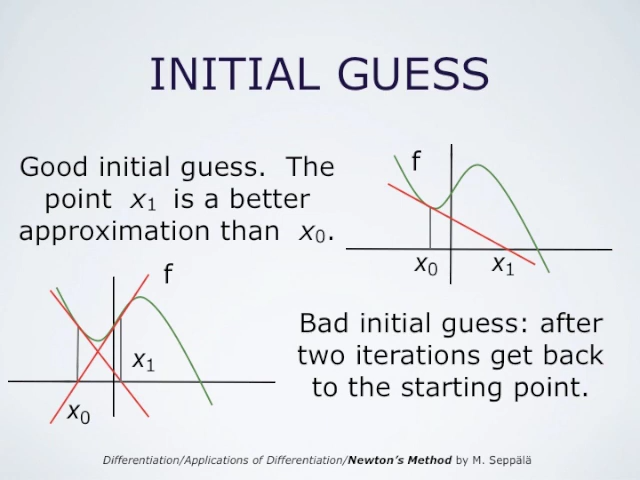 INITIAL GUESS
Good initial guess. The
point x₁ is a better
approximation than x₀.
f
x₀ x₁
f
x₁
x₀
Bad initial guess: after
two iterations get back
to the starting point.
Differentiation/Applications of Differentiation/Newton's Method by M. Seppälä